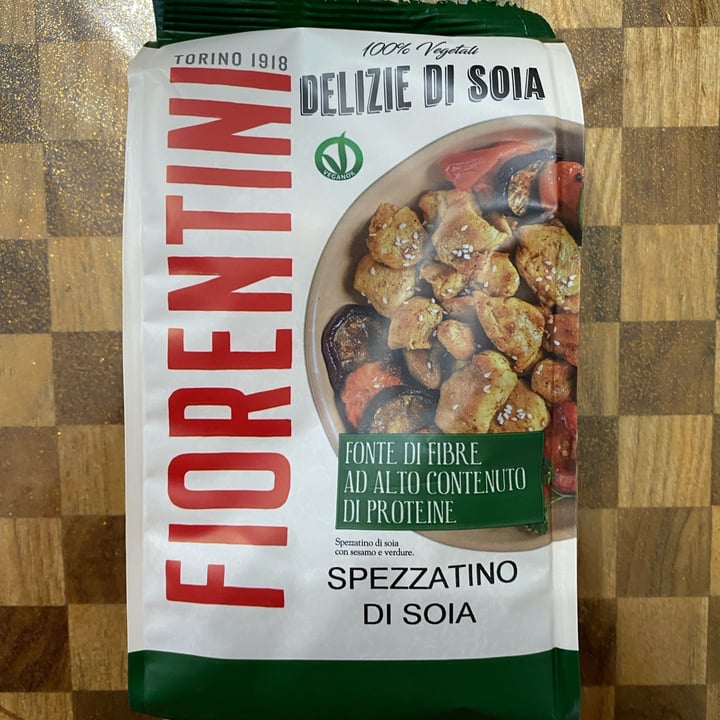 TORINO 1918
FIORENTINI
100% Vegetali
DELIZIE DI SOIA
VEGANOK
FONTE DI FIBRE
AD ALTO CONTENUTO
DI PROTEINE
Spezzatino di soia
con sesamo e verdure.
SPEZZATINO
DI SOIA